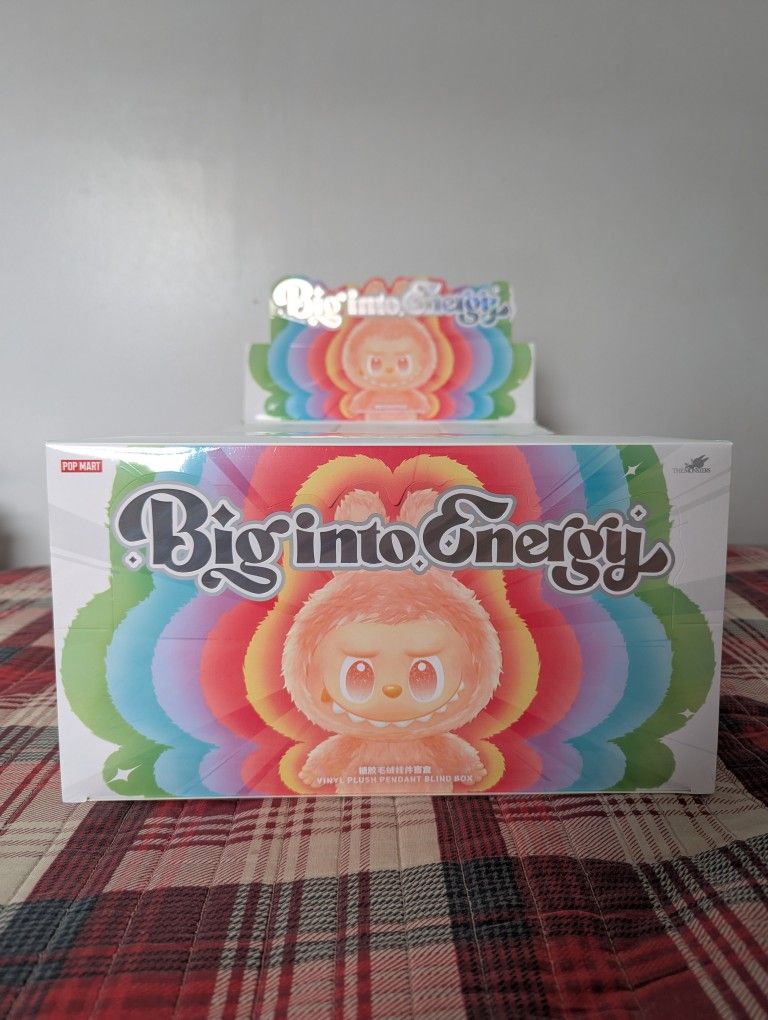 Big into Energy
POP MART
THE MONSTERS
Big into Energy
搪胶毛绒挂件盲盒
VINYL PLUSH PENDANT BLIND BOX